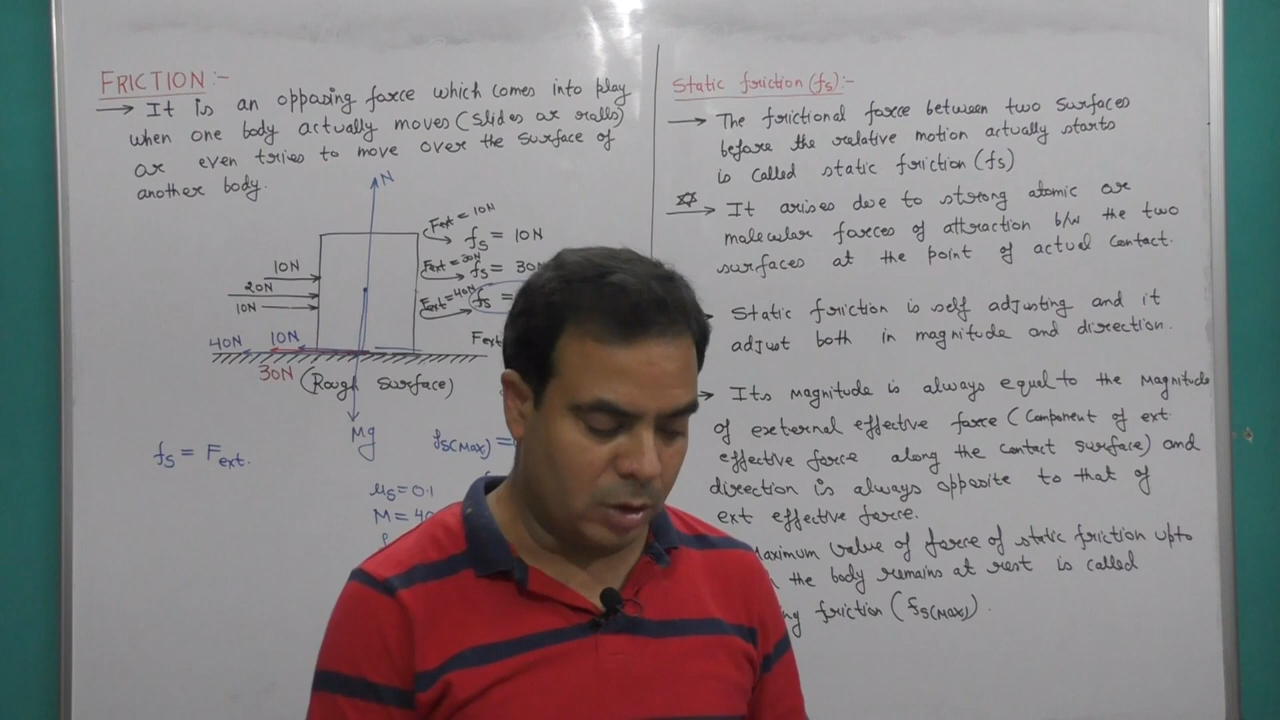 FRICTION:-
→ It is an opposing force which comes into play
when one body actually moves (slides or rolls)
or even tries to move over the surface of
another body.
N
Fext = 10N
fs = 10N
Fext = 30N
fs = 30N
Fext = 40N
fs =
Fext
10N
20N
10N
40N
10N
30N
(Rough surface)
Mg
fs = Fext.
fs(Max) =
μs = 0.1
M = 40
Static friction (fs):-
→ The frictional force between two surfaces
before the relative motion actually starts
is called static friction (fs)
→ It arises due to strong atomic or
molecular forces of attraction b/w the two
surfaces at the point of actual contact.
Static friction is self adjusting and it
adjust both in magnitude and direction.
→ Its magnitude is always equal to the magnitude
of external effective force (Component of ext
effective force along the contact surface) and
direction is always opposite to that of
ext effective force.
Maximum value of force of static friction upto
the body remains at rest is called
friction (fs(Max)).